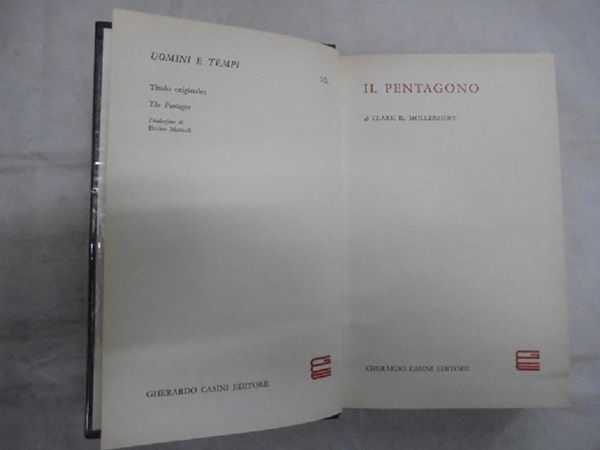 UOMINI E TEMPI
16.
Titolo originale:
The Pentagon
Traduzione di
IL PENTAGONO
di CLARK R. MOLLENHOFF
GHERARDO CASINI EDITORE
GHERARDO CASINI EDITORE